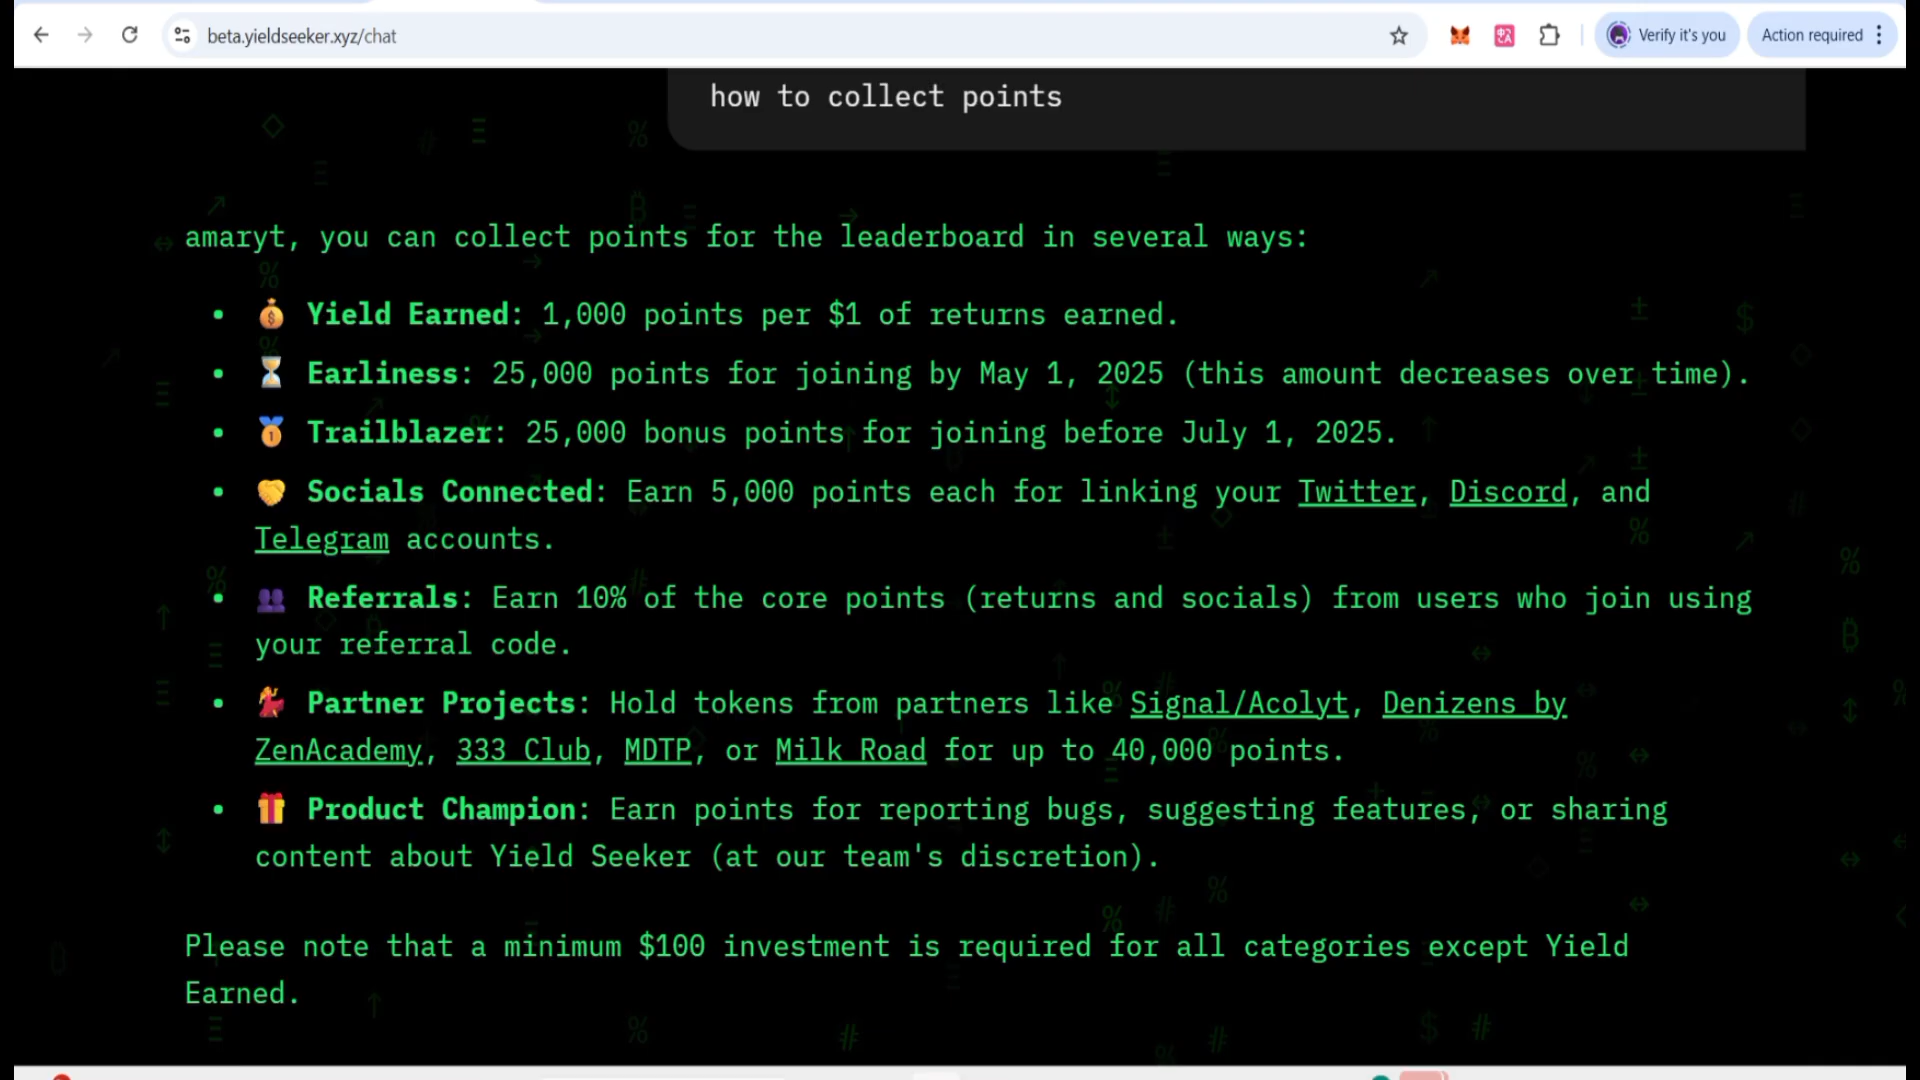 beta.yieldseeker.xyz/chat
Verify it's you
Action required
how to collect points
amaryt, you can collect points for the leaderboard in several ways:
• 💰 Yield Earned: 1,000 points per $1 of returns earned.
• ⏳ Earliness: 25,000 points for joining by May 1, 2025 (this amount decreases over time).
• 🥇 Trailblazer: 25,000 bonus points for joining before July 1, 2025.
• 🤝 Socials Connected: Earn 5,000 points each for linking your Twitter, Discord, and
Telegram accounts.
• 👥 Referrals: Earn 10% of the core points (returns and socials) from users who join using
your referral code.
• 💃 Partner Projects: Hold tokens from partners like Signal/Acolyt, Denizens by
ZenAcademy, 333 Club, MDTP, or Milk Road for up to 40,000 points.
• 🎁 Product Champion: Earn points for reporting bugs, suggesting features, or sharing
content about Yield Seeker (at our team's discretion).
Please note that a minimum $100 investment is required for all categories except Yield
Earned.